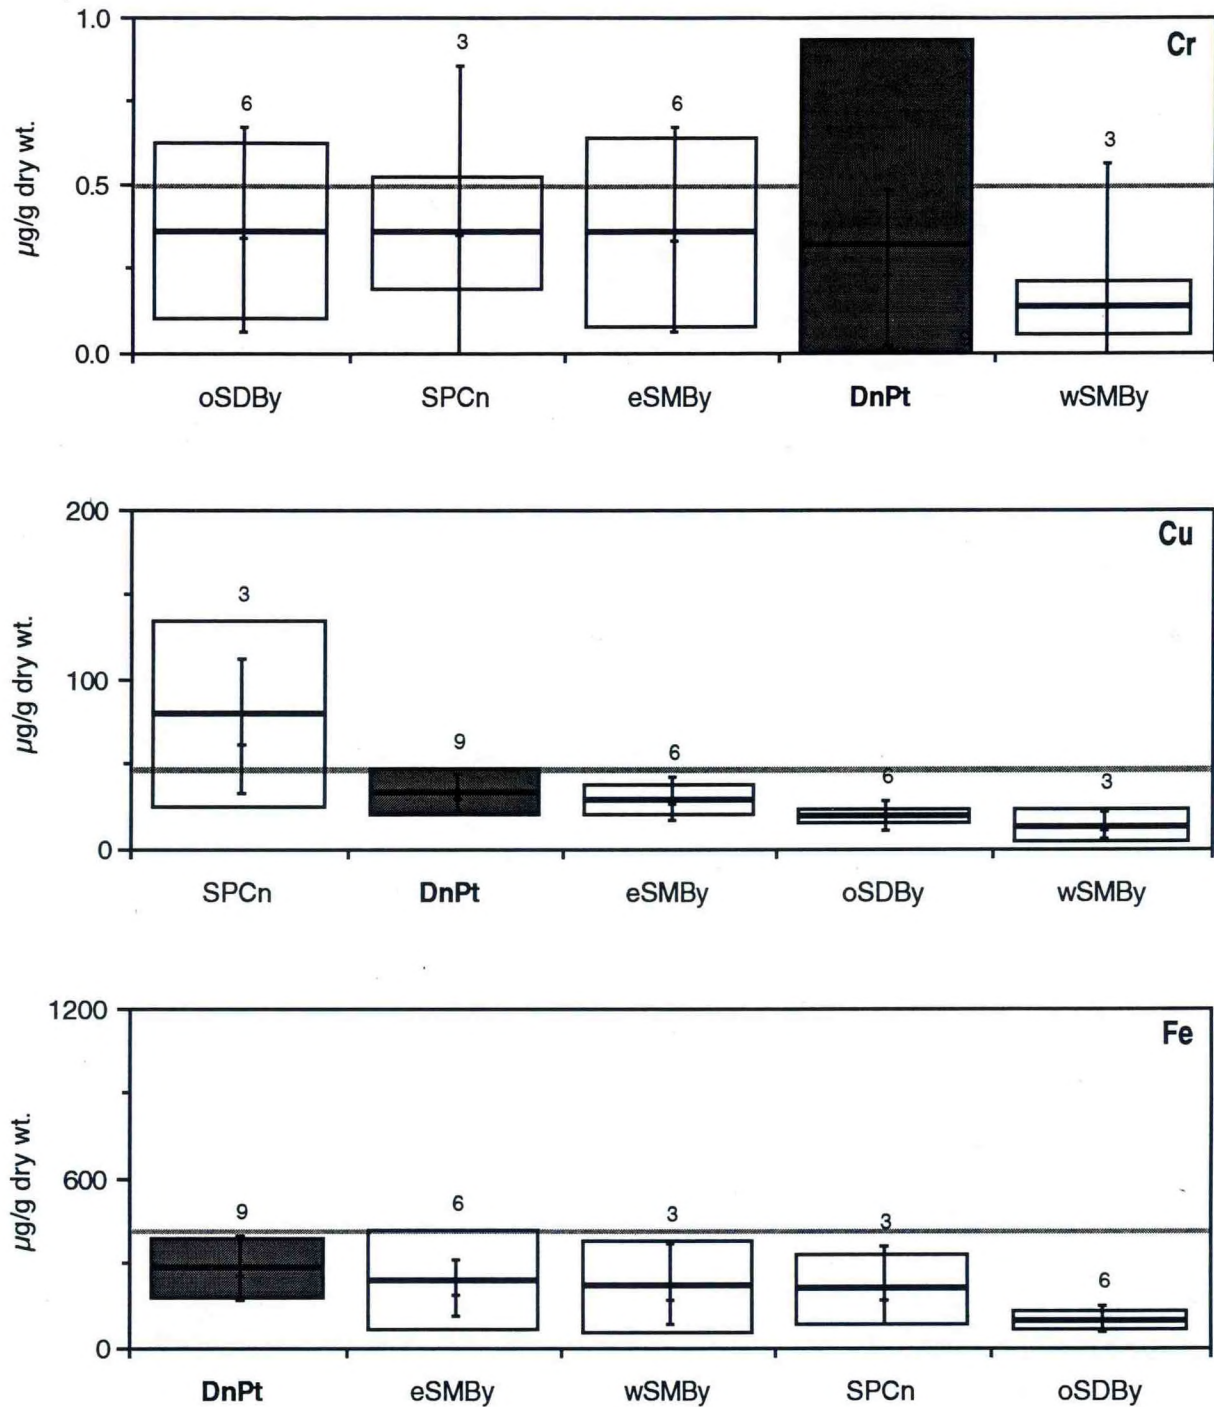 1.0
Cr
3
6
6
µg/g dry wt.
0.5
3
0.0
oSDBy SPCn eSMBy DnPt wSMBy
200
Cu
3
µg/g dry wt.
100
9
6
6
3
0
SPCn DnPt eSMBy oSDBy wSMBy
1200
Fe
µg/g dry wt.
600
9
6
3
3
6
0
DnPt eSMBy wSMBy SPCn oSDBy